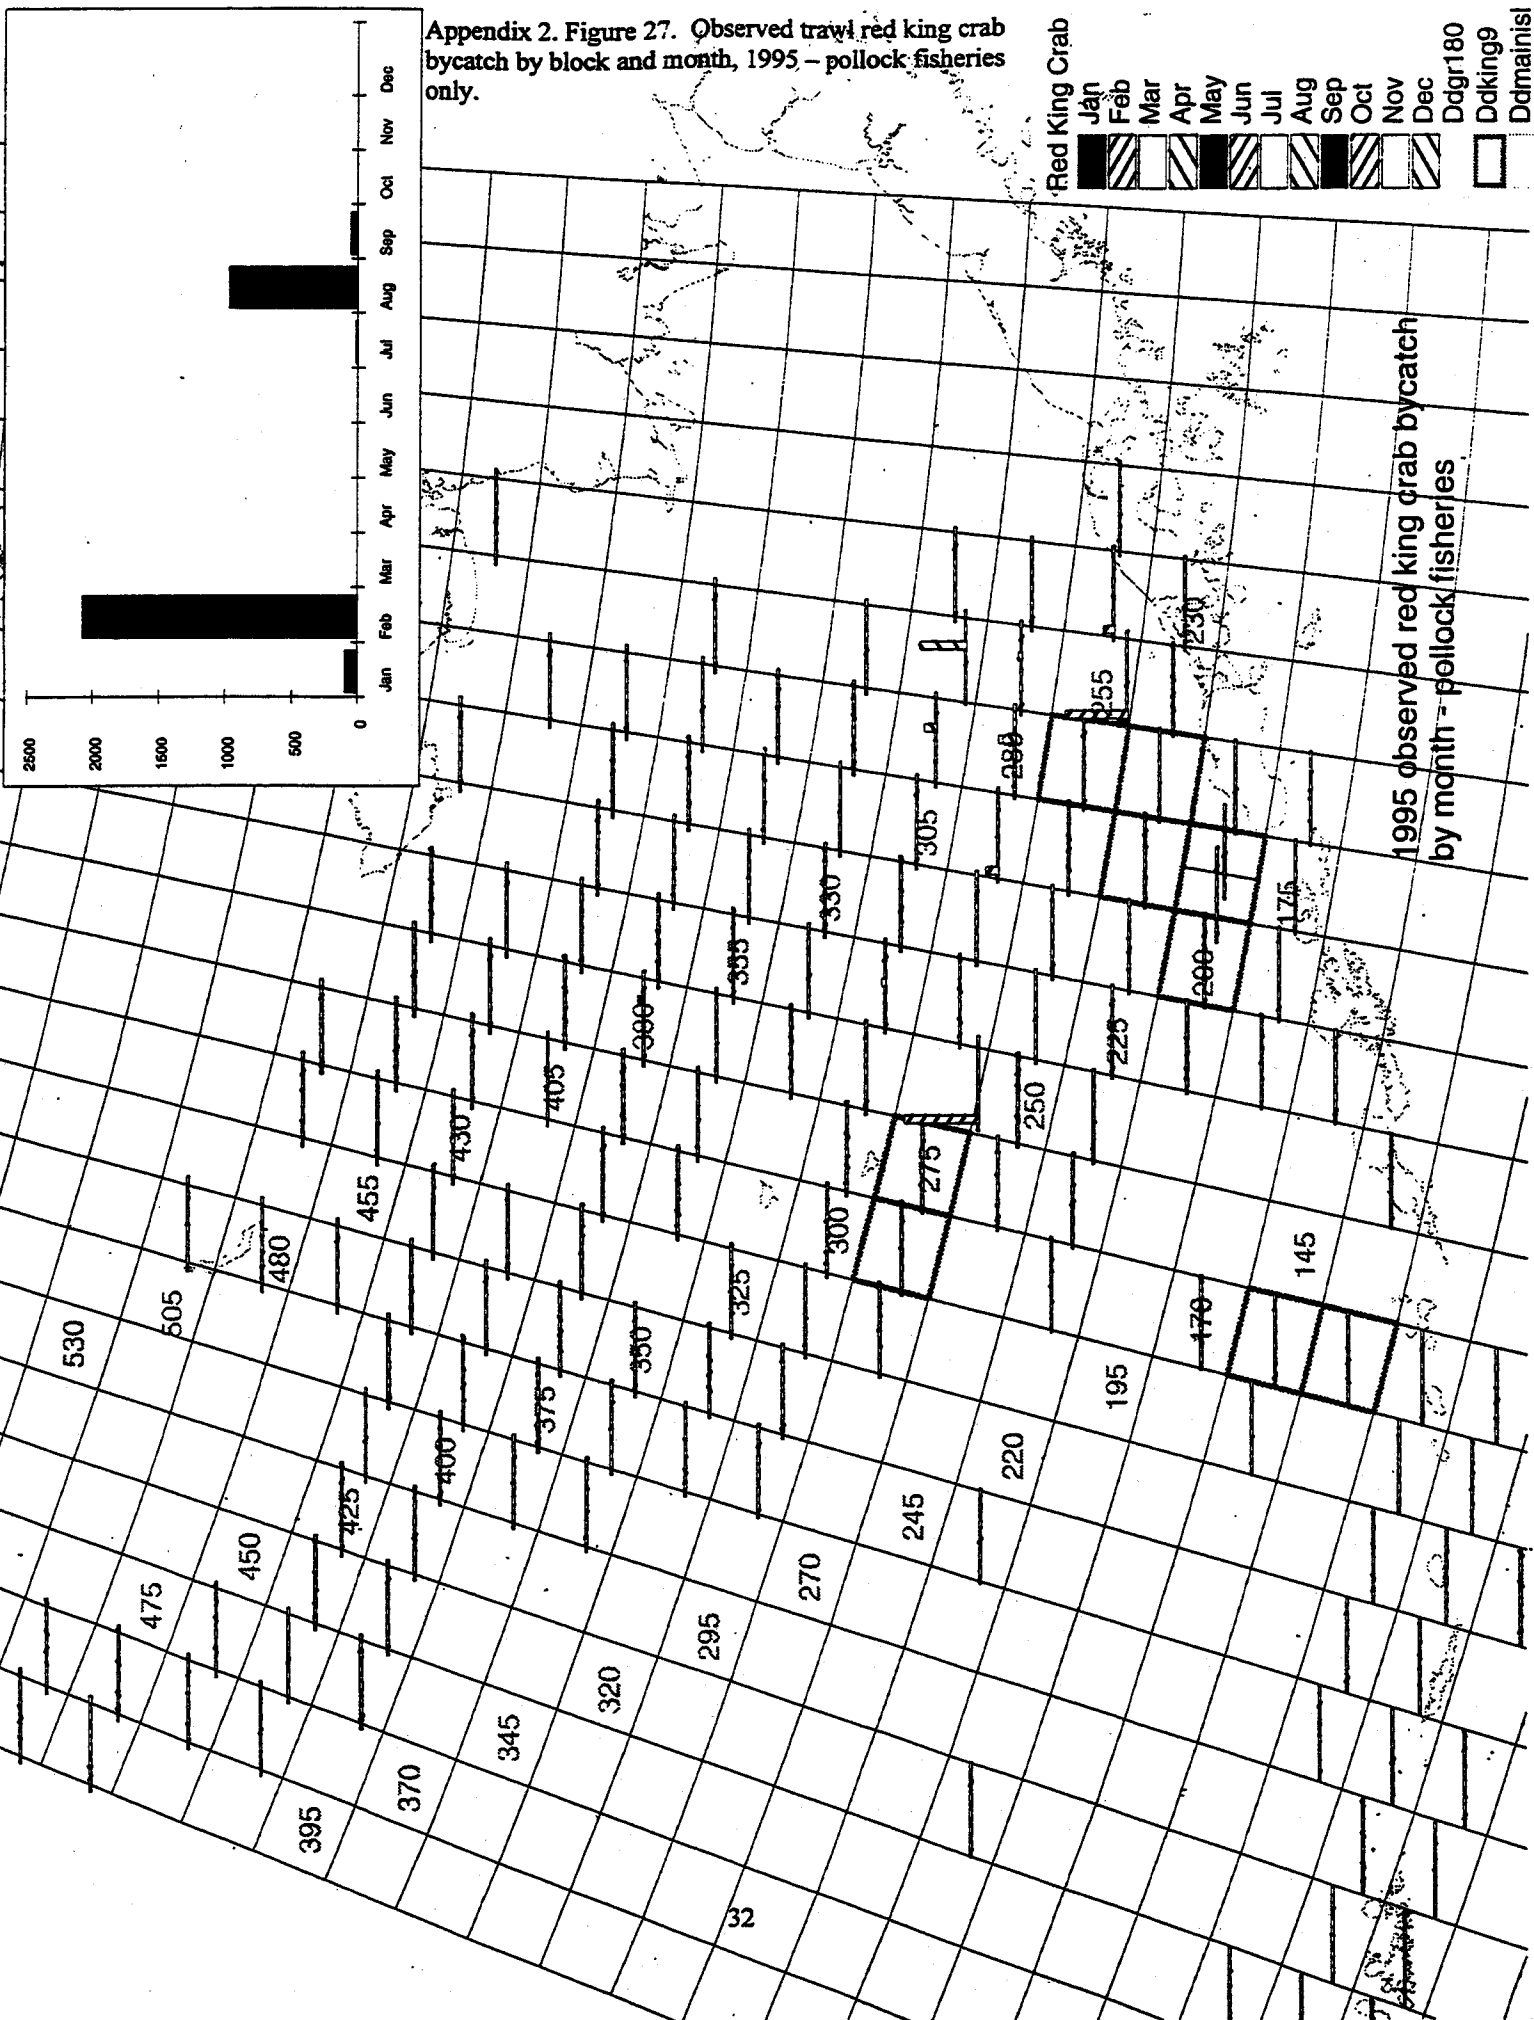 Appendix 2. Figure 27. Observed trawl red king crab
bycatch by block and month, 1995 – pollock fisheries
only.
2500
2000
1500
1000
500
0
Jan
Feb
Mar
Apr
May
Jun
Jul
Aug
Sep
Oct
Nov
Dec
Red King Crab
Jan
Feb
Mar
Apr
May
Jun
Jul
Aug
Sep
Oct
Nov
Dec
Ddgr180
Ddking9
Ddmainisl
1995 observed red king crab bycatch
by month - pollock fisheries
230
255
280
305
330
355
380
405
430
455
480
505
530
175
200
225
250
275
300
325
350
375
400
425
450
475
145
170
195
220
245
270
295
320
345
370
395
32